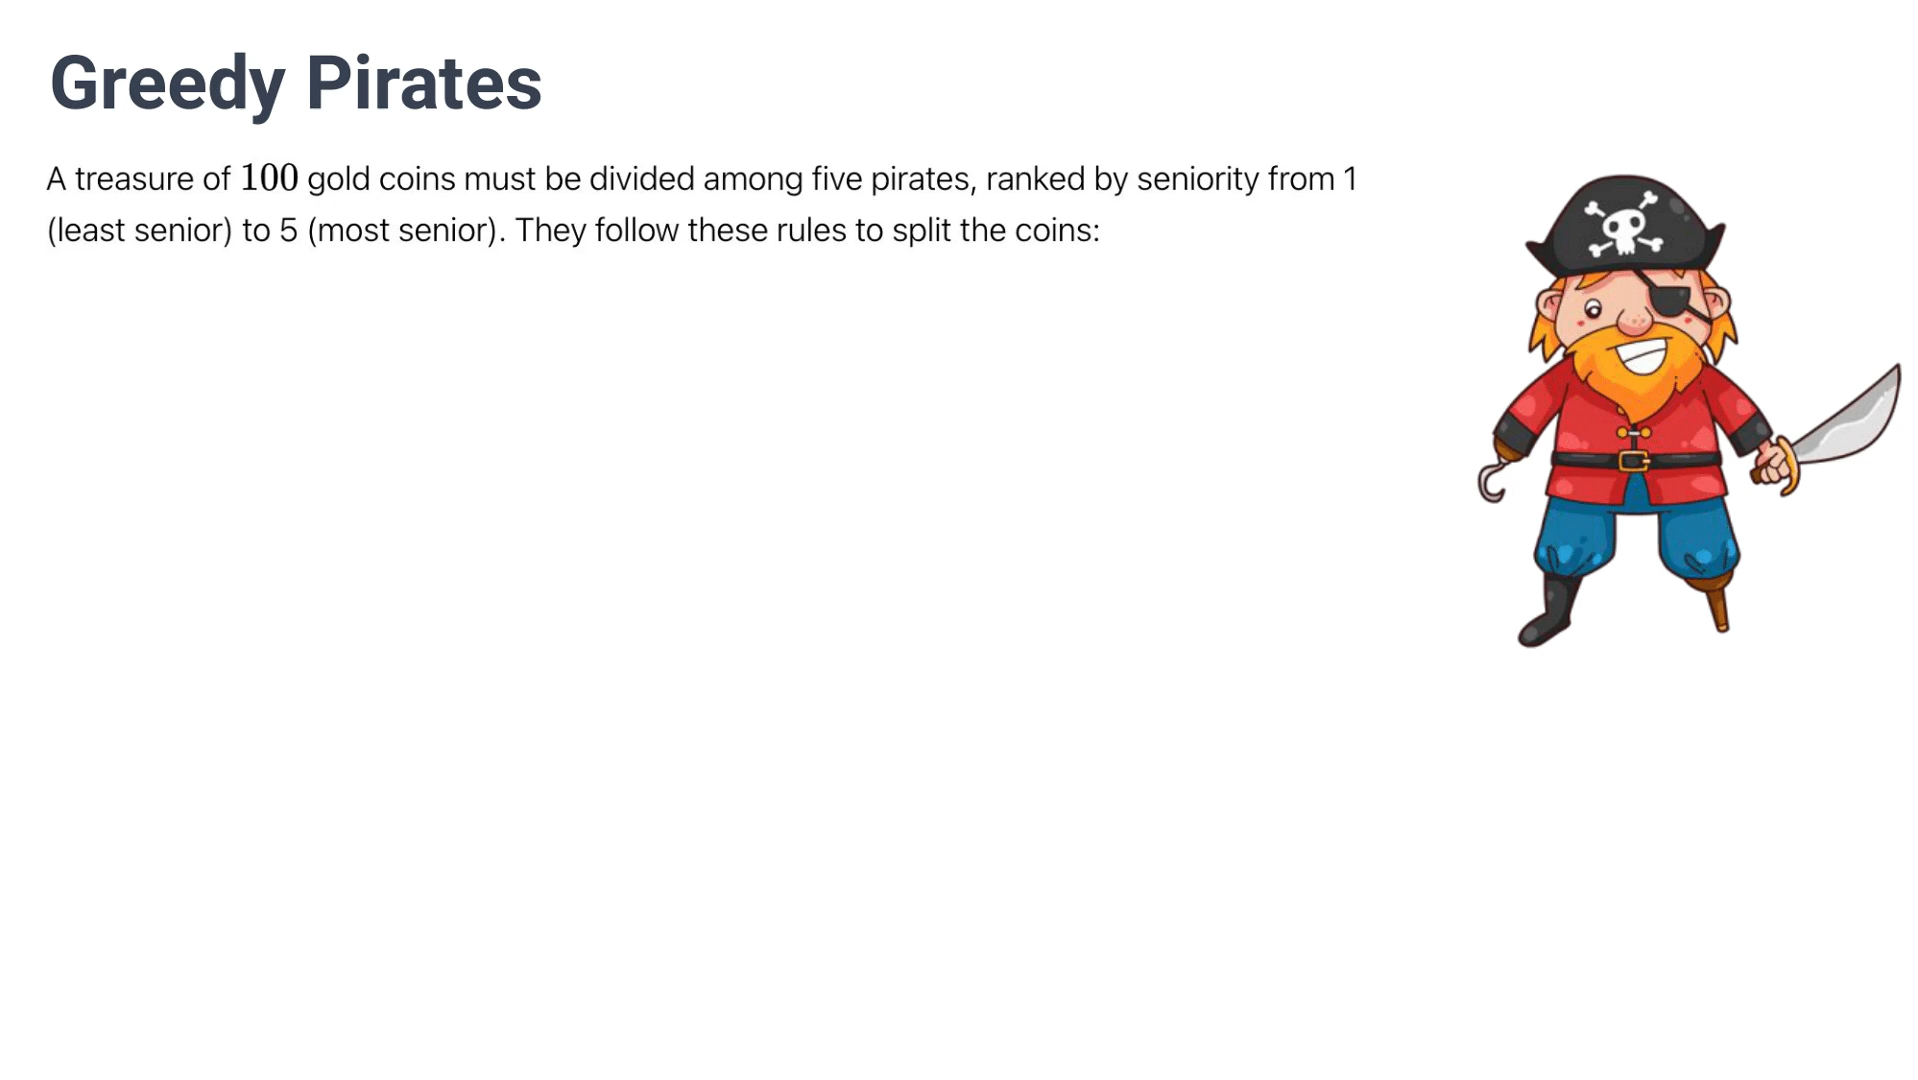 Greedy Pirates
A treasure of 100 gold coins must be divided among five pirates, ranked by seniority from 1
(least senior) to 5 (most senior). They follow these rules to split the coins: